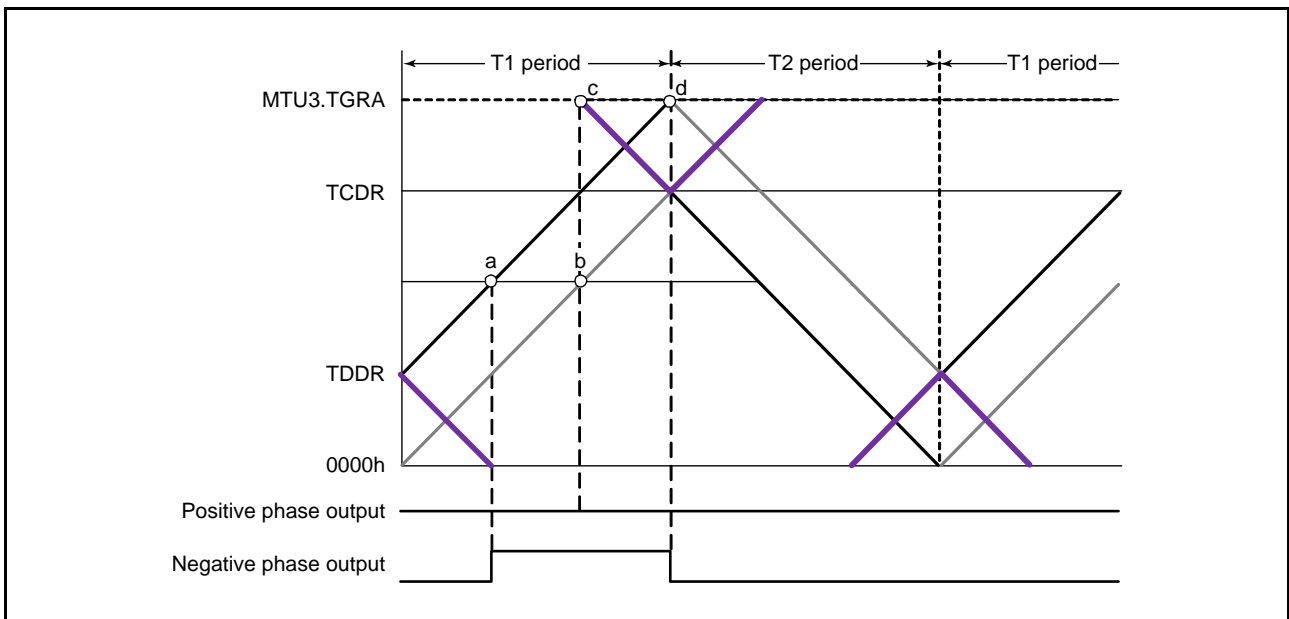 T1 period
T2 period
T1 period
MTU3.TGRA
c
d
TCDR
a
b
TDDR
0000h
Positive phase output
Negative phase output